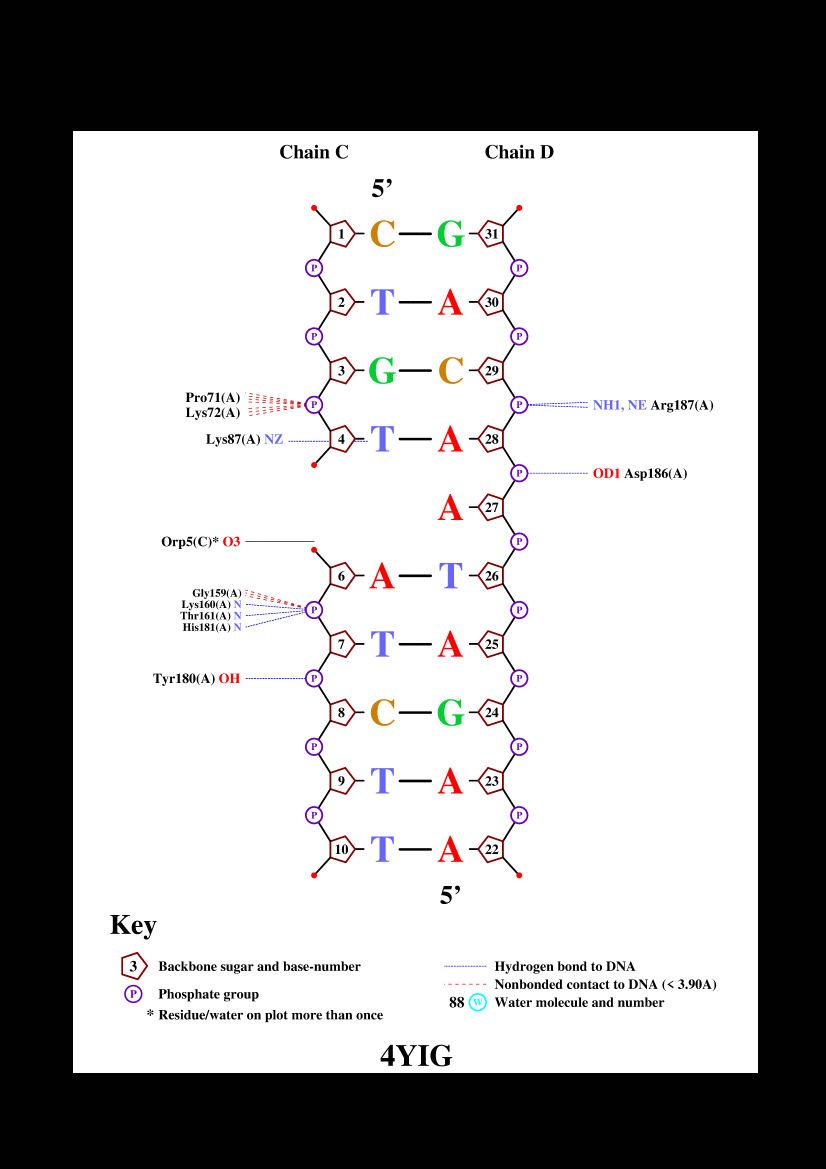 Chain C Chain D
5’
1 C G 31
P P
2 T A 30
P P
3 G C 29
Pro71(A)
P P NH1, NE Arg187(A)
Lys72(A)
Lys87(A) NZ 4 T A 28
P OD1 Asp186(A)
A 27
Orp5(C)* O3 P
6 A T 26
Gly159(A)
Lys160(A) N P P
Thr161(A) N
His181(A) N
7 T A 25
Tyr180(A) OH P P
8 C G 24
P P
9 T A 23
P P
10 T A 22
5’
Key
3 Backbone sugar and base-number
P Phosphate group
* Residue/water on plot more than once
Hydrogen bond to DNA
Nonbonded contact to DNA (< 3.90A)
88 W Water molecule and number
4YIG